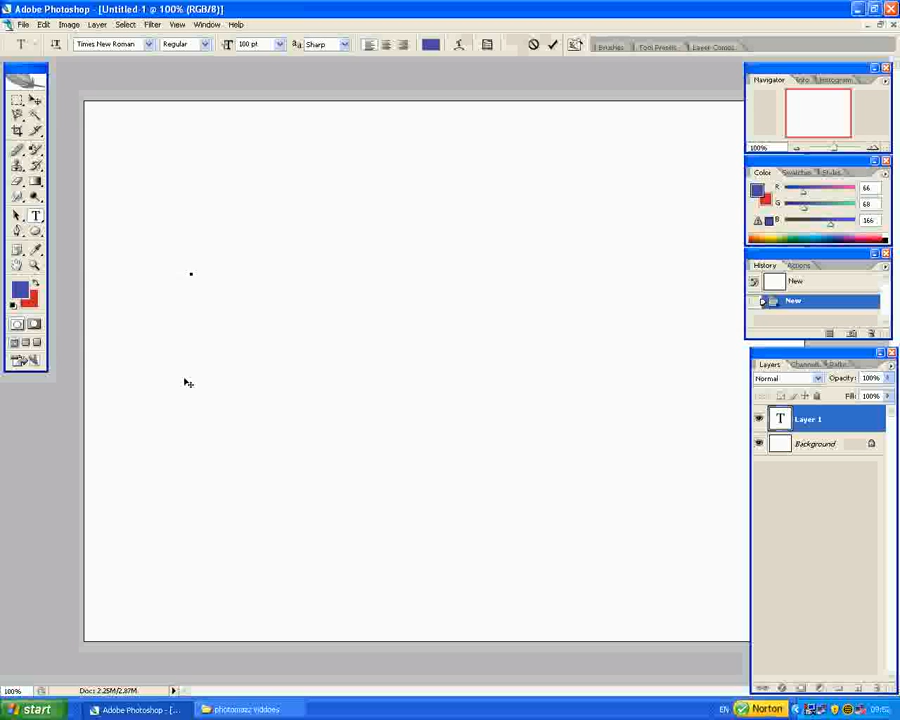 Adobe Photoshop - [Untitled-1 @ 100% (RGB/8)]
File Edit Image Layer Select Filter View Window Help
T Times New Roman Regular T 100 pt aa Sharp Brushes Tool Presets Layer Comps
Navigator Info Histogram
100%
Color Swatches Styles
R 66
G 68
B 166
T
History Actions
New
New
Layers Channels Paths
Normal Opacity: 100%
Fill: 100%
T Layer 1
Background
100% Doc: 2.25M/2.87M
start Adobe Photoshop - [... photomazz viddoes EN Norton